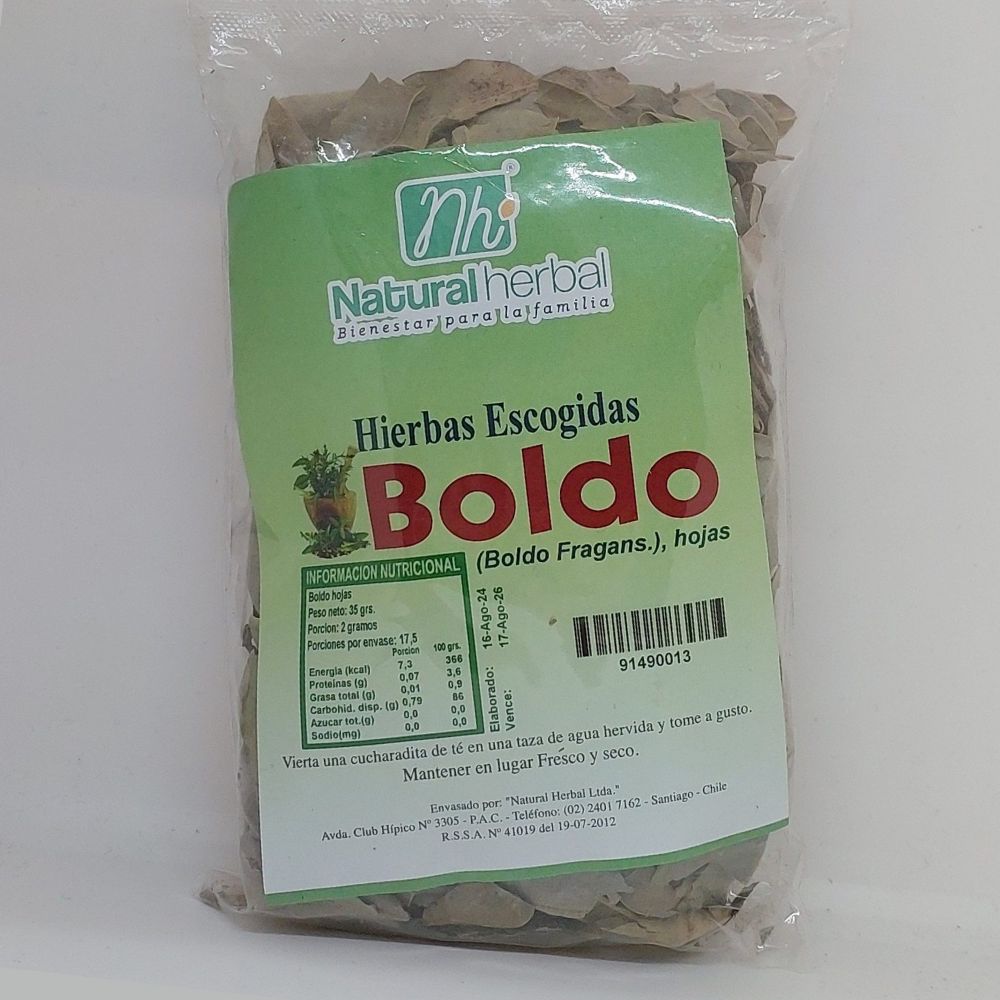 nh
®
Naturalherbal
Bienestar para la familia
Hierbas Escogidas
Boldo
(Boldo Fragans.), hojas
INFORMACION NUTRICIONAL
Boldo hojas
Peso neto: 35 grs.
Porcion: 2 gramos
Porciones por envase: 17,5
Porcion 100 grs.
Energia (kcal) 7,3 366
Proteinas (g) 0,07 3,6
Grasa total (g) 0,01 0,9
Carbohid. disp. (g) 0,79 86
Azucar tot.(g) 0,0 0,0
Sodio(mg) 0,0 0,0
Elaborado: 16-Ago-24
Vence: 17-Ago-26
91490013
Vierta una cucharadita de té en una taza de agua hervida y tome a gusto.
Mantener en lugar Fresco y seco.
Envasado por: "Natural Herbal Ltda."
Avda. Club Hípico Nº 3305 - P.A.C. - Teléfono: (02) 2401 7162 - Santiago - Chile
R.S.S.A. Nº 41019 del 19-07-2012